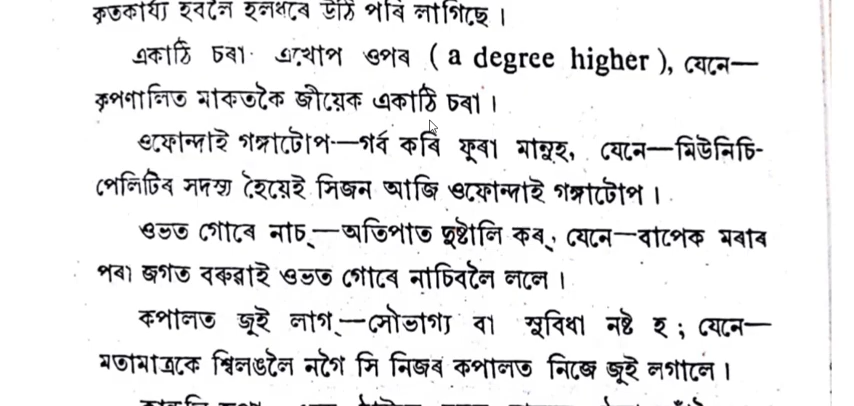 কৃতকাৰ্য্য হবলৈ হলধৰে উঠি পৰি লাগিছে ।
একাঠি চৰা· এখোপ ওপৰ ( a degree higher ), যেনে—
কৃপণালিত মাকতকৈ জীয়েক একাঠি চৰা ।
ওফোন্দাই গঙ্গাটোপ—গৰ্ব কৰি ফূৰা মানুহ, যেনে—মিউনিচি-
পেলিটিৰ সদস্য হৈয়েই সিজন আজি ওফোন্দাই গঙ্গাটোপ ।
ওভত গোৰে নাচ্—অতিপাত দুষ্টালি কৰ্, যেনে—বাপেক মৰাৰ
পৰা জগত বৰুৱাই ওভত গোৰে নাচিবলৈ ললে ।
কপালত জূই লাগ্—সৌভাগ্য বা সুবিধা নষ্ট হ ; যেনে—
মতামাত্ৰকে শ্বিলঙলৈ নগৈ সি নিজৰ কপালত নিজে জূই লগালে ।